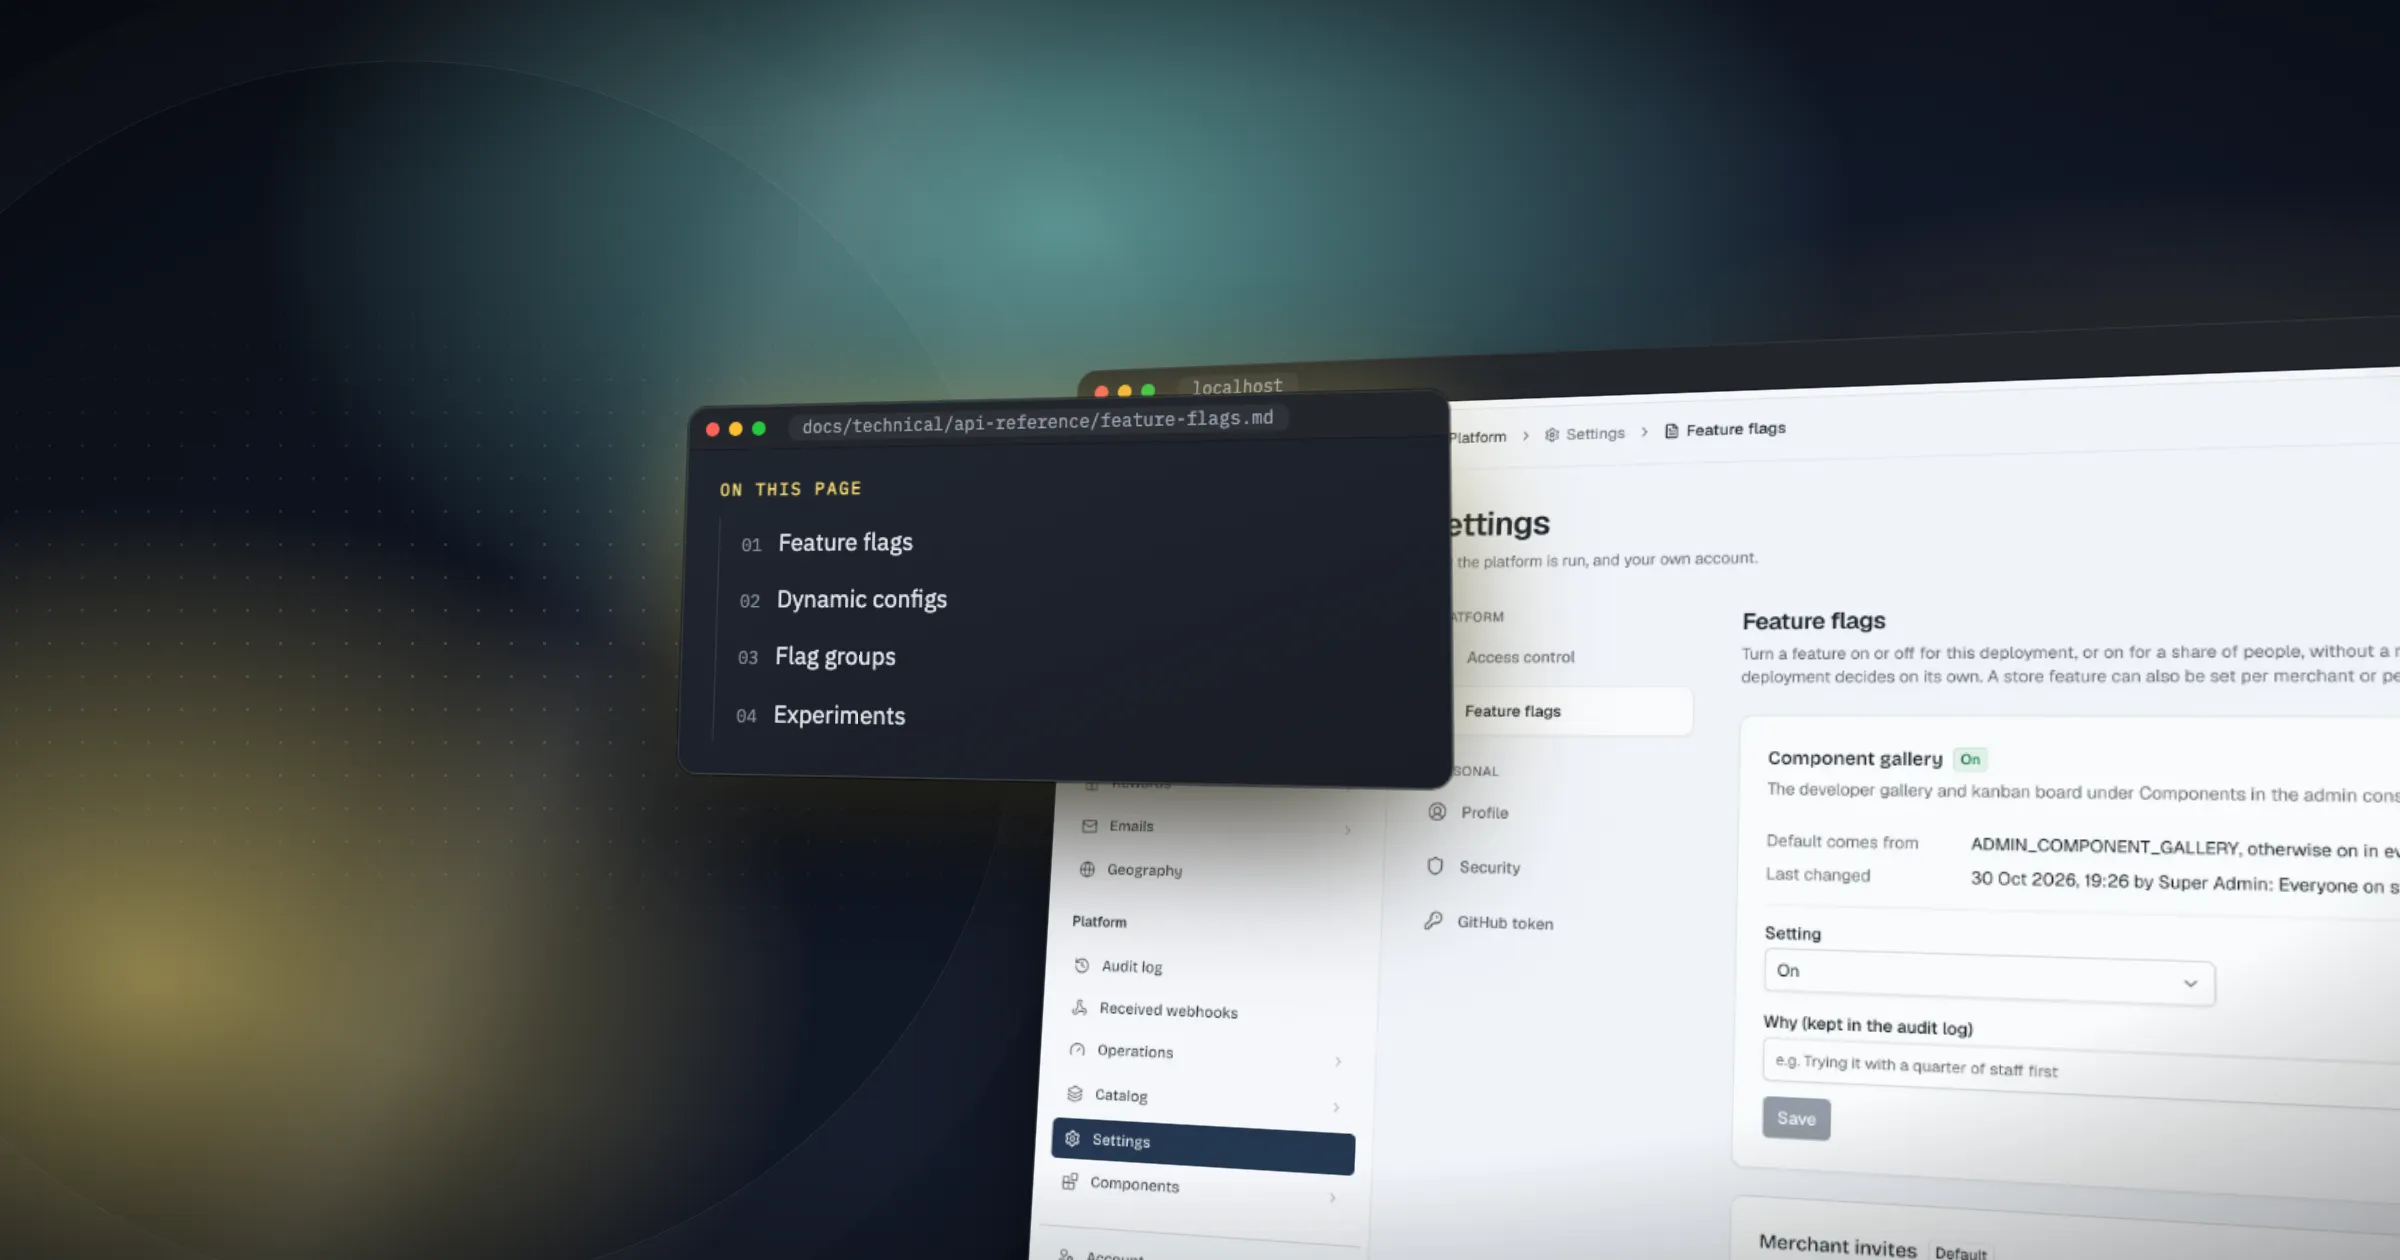 localhost
docs/technical/api-reference/feature-flags.md
ON THIS PAGE
01 Feature flags
02 Dynamic configs
03 Flag groups
04 Experiments
Platform > Settings > Feature flags
ettings
the platform is run, and your own account.
ATFORM
Access control
Feature flags
SONAL
Profile
Security
GitHub token
Emails
Geography
Platform
Audit log
Received webhooks
Operations
Catalog
Settings
Components
Feature flags
Turn a feature on or off for this deployment, or on for a share of people, without a
deployment decides on its own. A store feature can also be set per merchant or pe
Component gallery On
The developer gallery and kanban board under Components in the admin cons
Default comes from ADMIN_COMPONENT_GALLERY, otherwise on in ev
Last changed 30 Oct 2026, 19:26 by Super Admin: Everyone on s
Setting
On
Why (kept in the audit log)
e.g. Trying it with a quarter of staff first
Save
Merchant invites Default